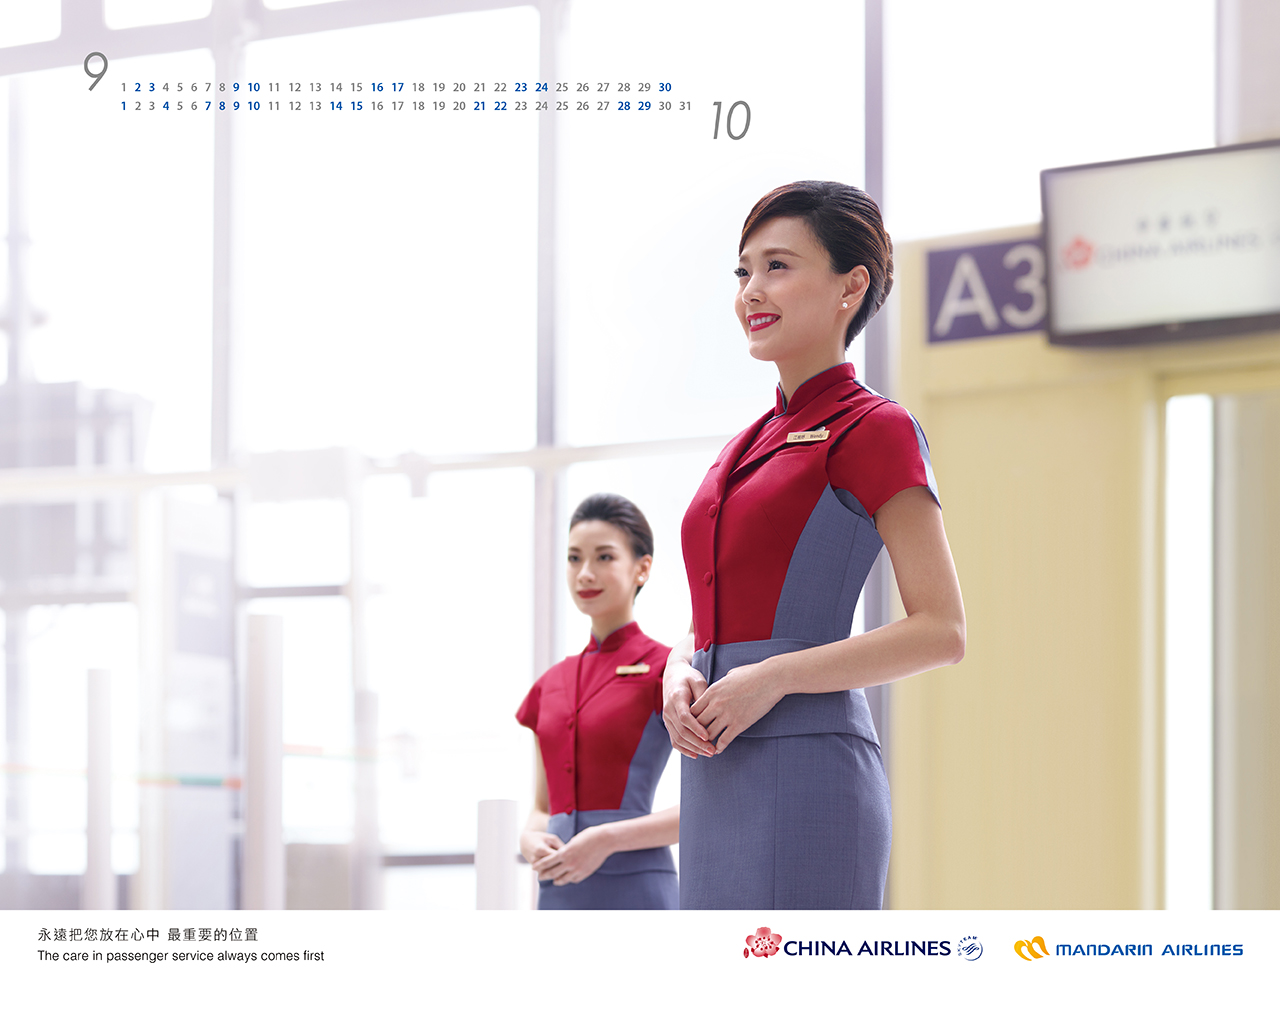 9
1 2 3 4 5 6 7 8 9 10 11 12 13 14 15 16 17 18 19 20 21 22 23 24 25 26 27 28 29 30
1 2 3 4 5 6 7 8 9 10 11 12 13 14 15 16 17 18 19 20 21 22 23 24 25 26 27 28 29 30 31
10
A3
CHINA AIRLINES
Wendy
永遠把您放在心中 最重要的位置
The care in passenger service always comes first
CHINA AIRLINES
SKYTEAM
MANDARIN AIRLINES